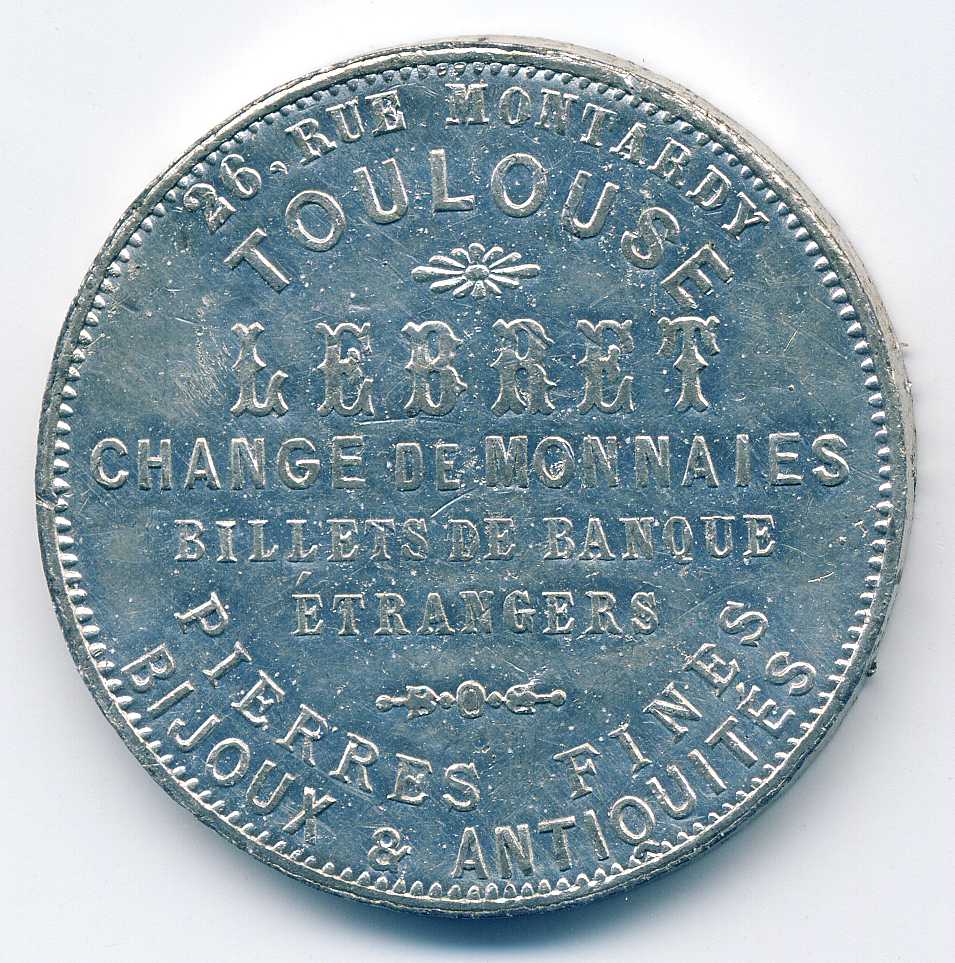 26, RUE MONTARDY
TOULOUSE
LEBRET
CHANGE DE MONNAIES
BILLETS DE BANQUE
ÉTRANGERS
PIERRES FINES
BIJOUX & ANTIQUITÉS